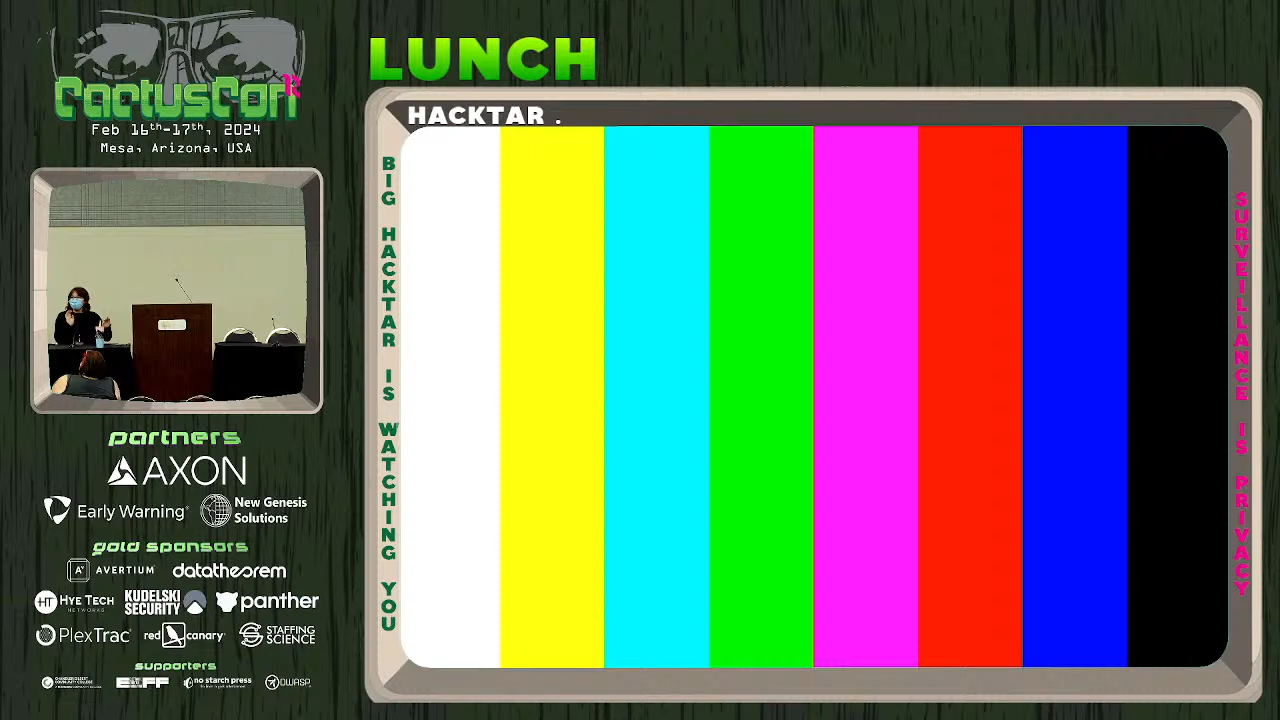 CactusCon
Feb 16th-17th, 2024
Mesa, Arizona, USA
LUNCH
HACKTAR .
BIG HACKTAR IS WATCHING YOU
SURVEILLANCE IS PRIVACY
partners
AXON
Early Warning
New Genesis Solutions
gold sponsors
AVERTIUM
datatheorem
HYE TECH NETWORKS
KUDELSKI SECURITY
panther
PlexTrac
red canary
STAFFING SCIENCE
supporters
EFF
no starch press
OWASP